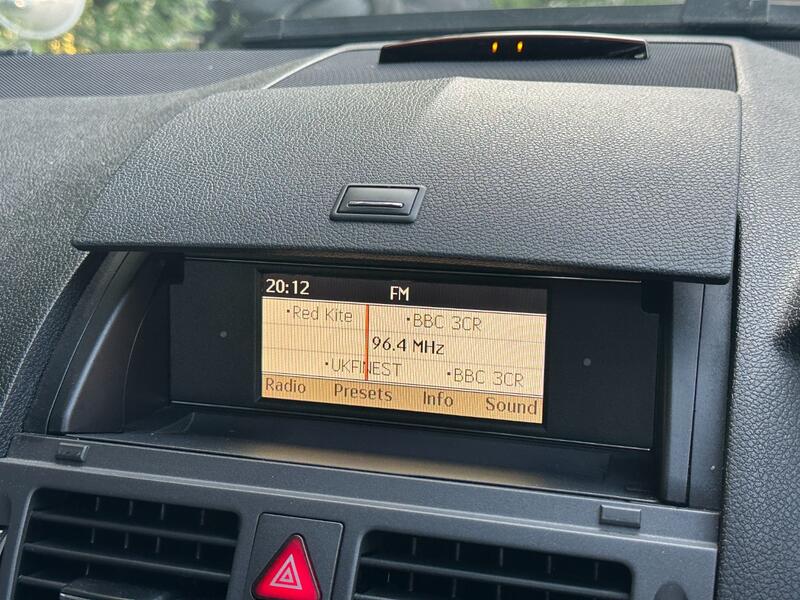 20:12 FM
•Red Kite •BBC 3CR
96.4 MHz
•UKFINEST •BBC 3CR
Radio Presets Info Sound